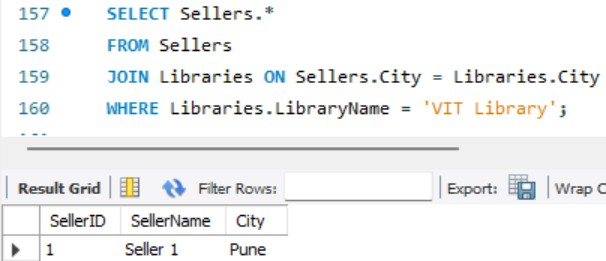 157 SELECT Sellers.*
158 FROM Sellers
159 JOIN Libraries ON Sellers.City = Libraries.City
160 WHERE Libraries.LibraryName = 'VIT Library';
Result Grid Filter Rows: Export: Wrap C
SellerID SellerName City
1 Seller 1 Pune